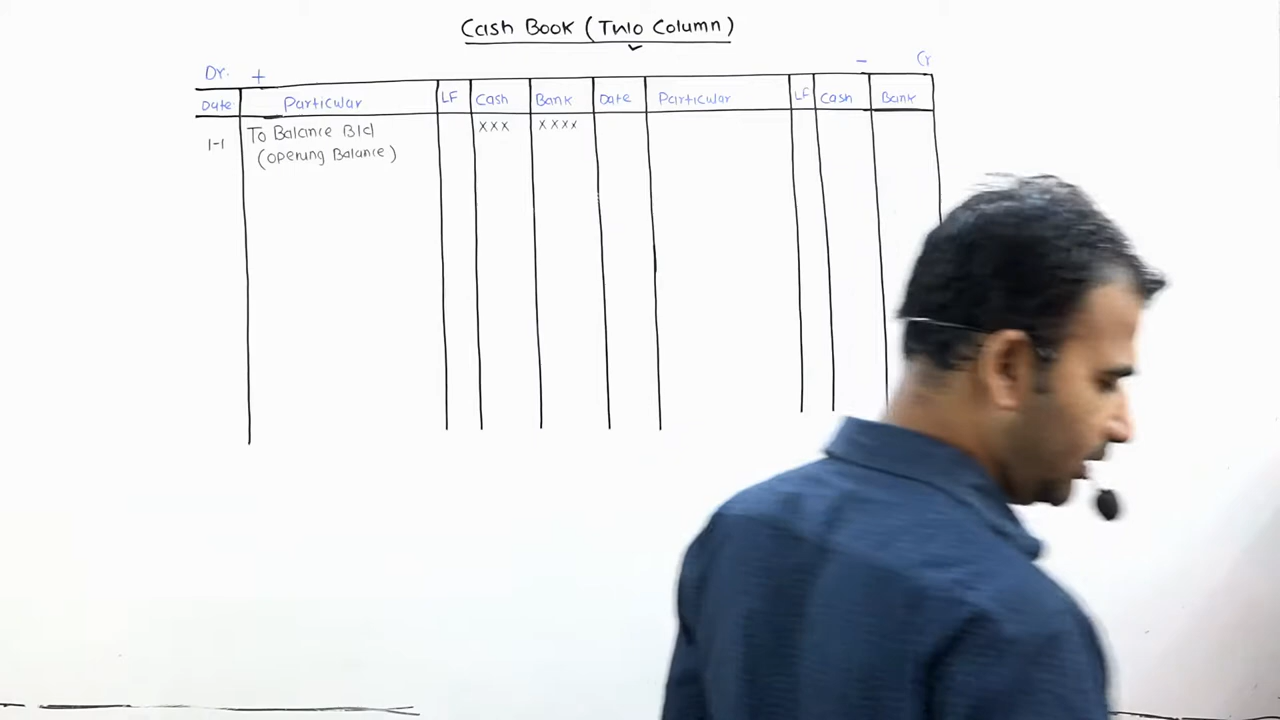 Cash Book (Two Column)
Dr. + - Cr
Date Particular LF Cash Bank Date Particular LF Cash Bank
1-1 To Balance B/d xxx xxxx
(opening Balance)